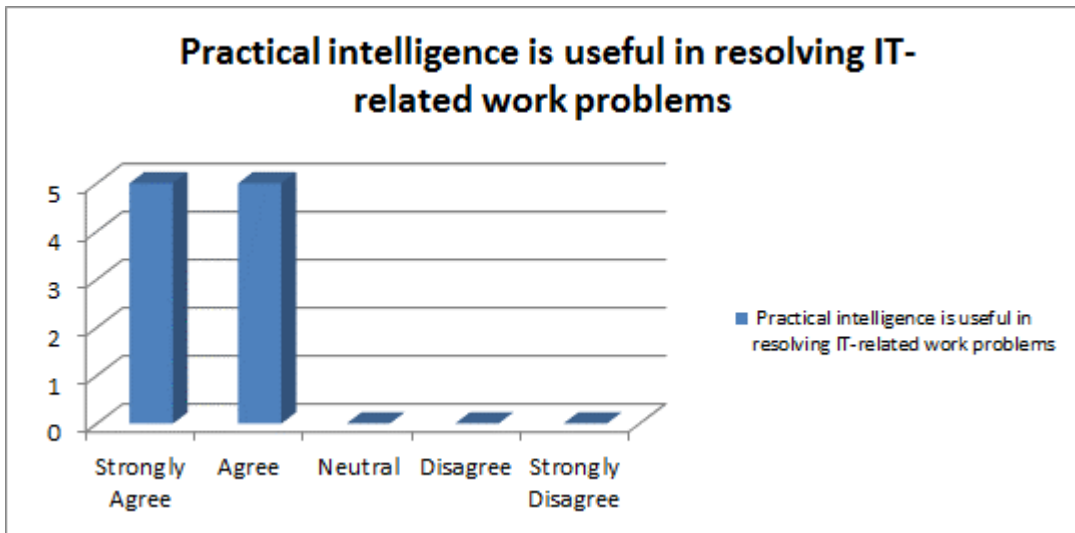 Practical intelligence is useful in resolving IT-
related work problems
5
4
3
2
1
0
Strongly Agree
Agree
Neutral
Disagree
Strongly Disagree
Practical intelligence is useful in
resolving IT-related work problems